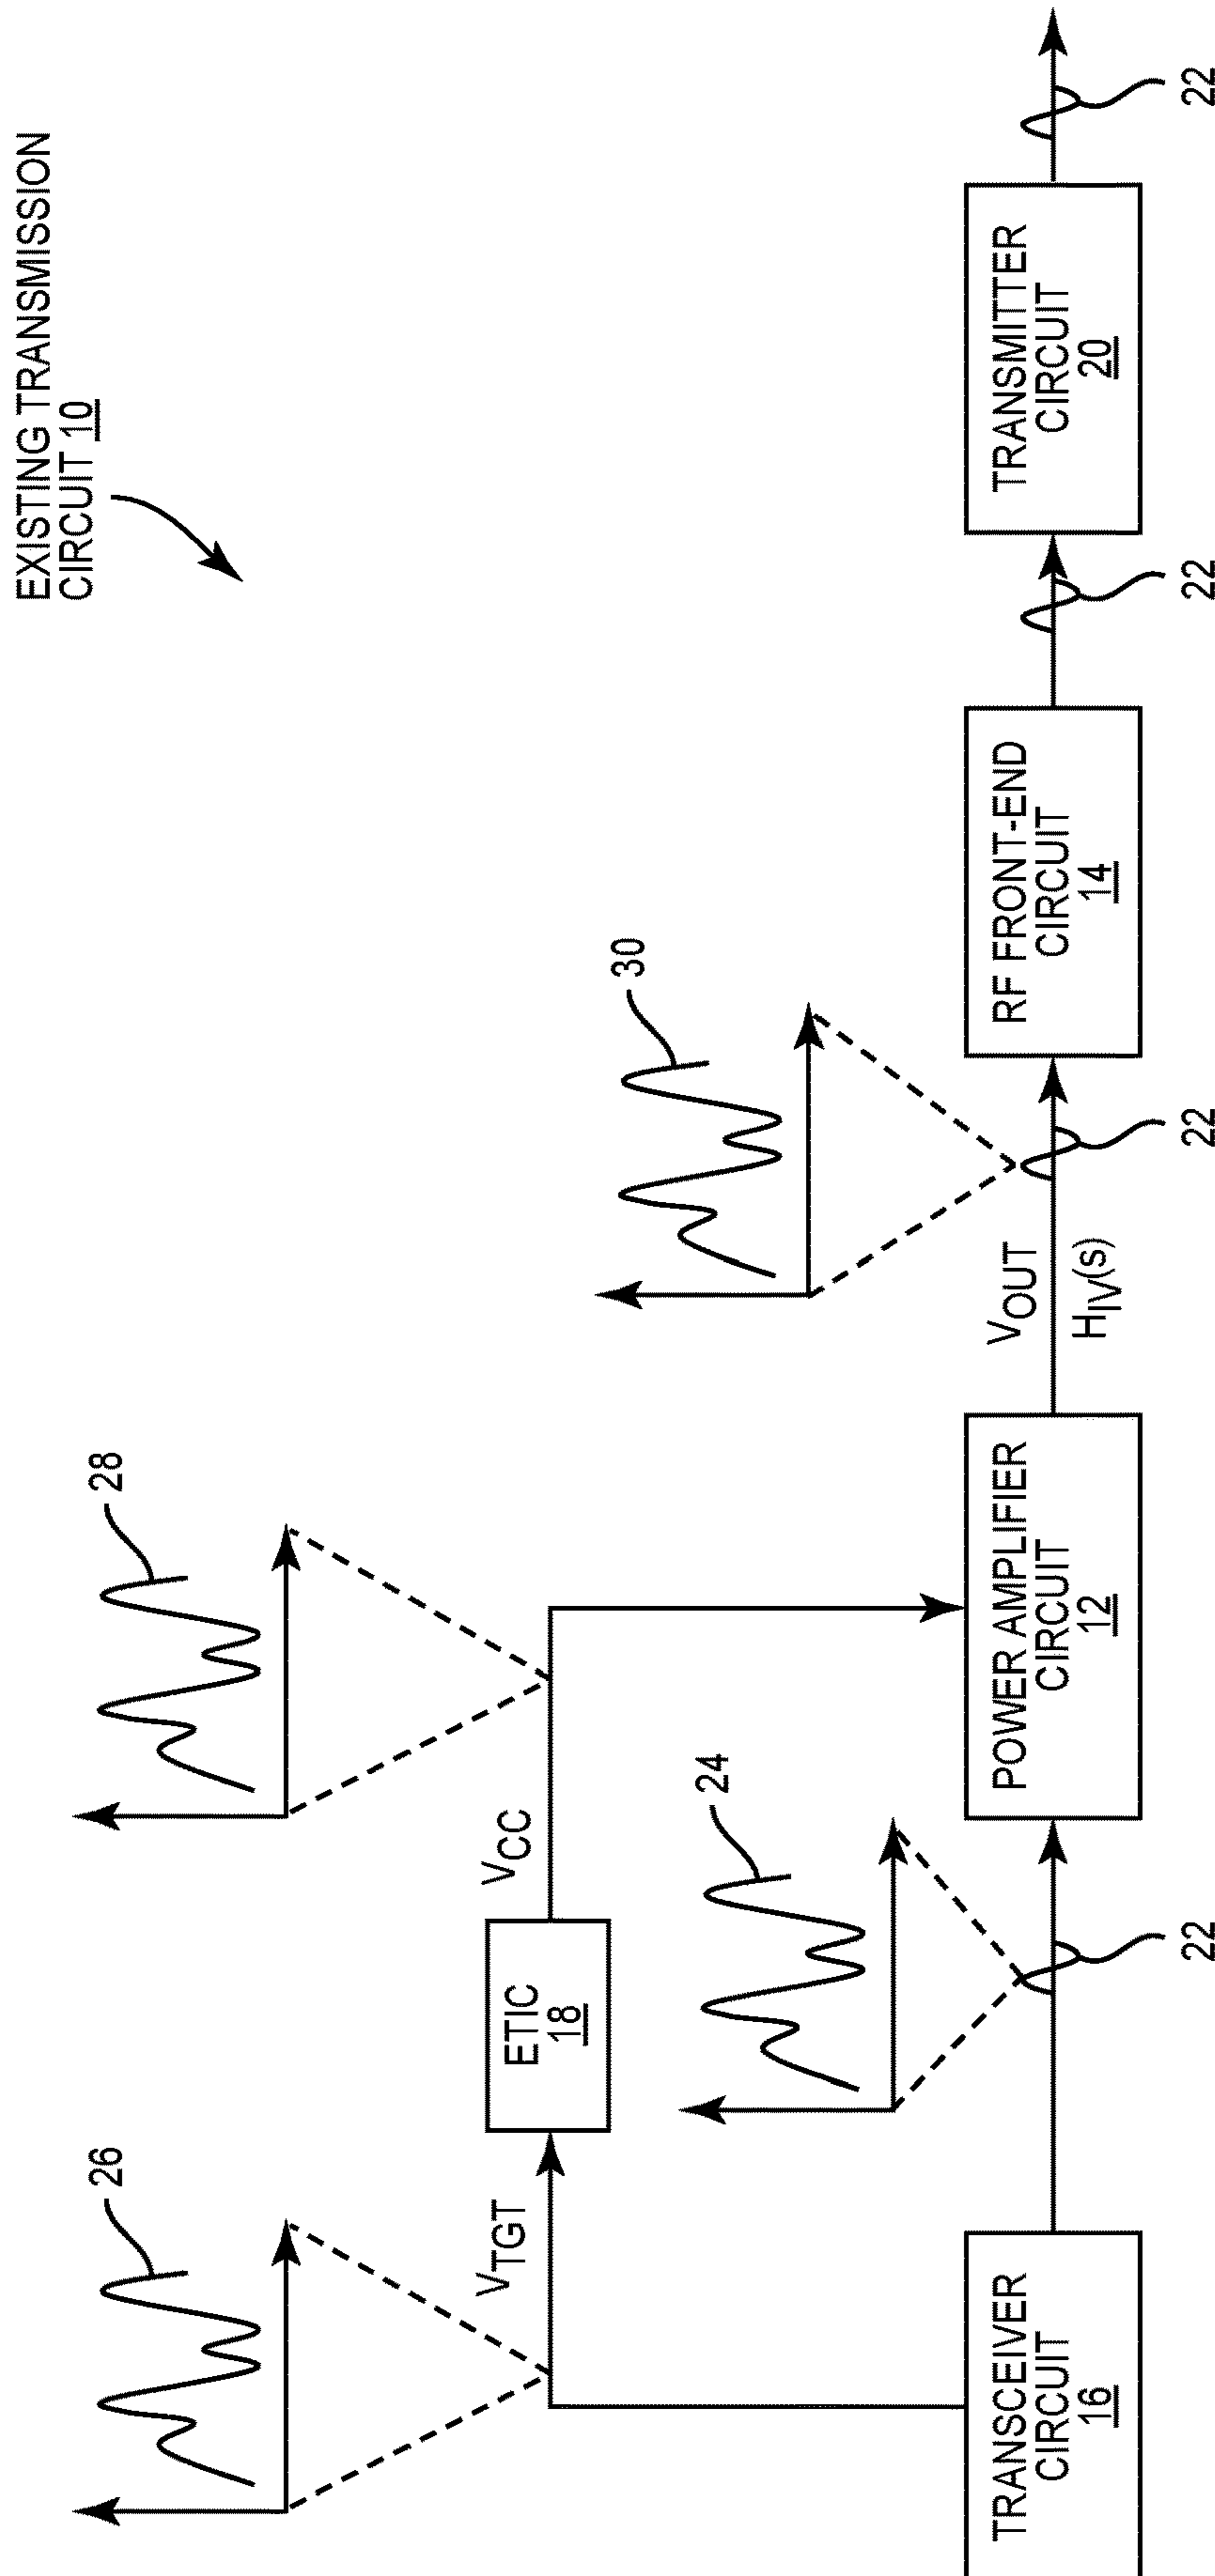 EXISTING TRANSMISSION
CIRCUIT 10
26
28
30
24
VTGT
ETIC
18
VCC
VOUT
HIV(s)
TRANSCEIVER
CIRCUIT
16
22
POWER AMPLIFIER
CIRCUIT
12
22
RF FRONT-END
CIRCUIT
14
22
TRANSMITTER
CIRCUIT
20
22